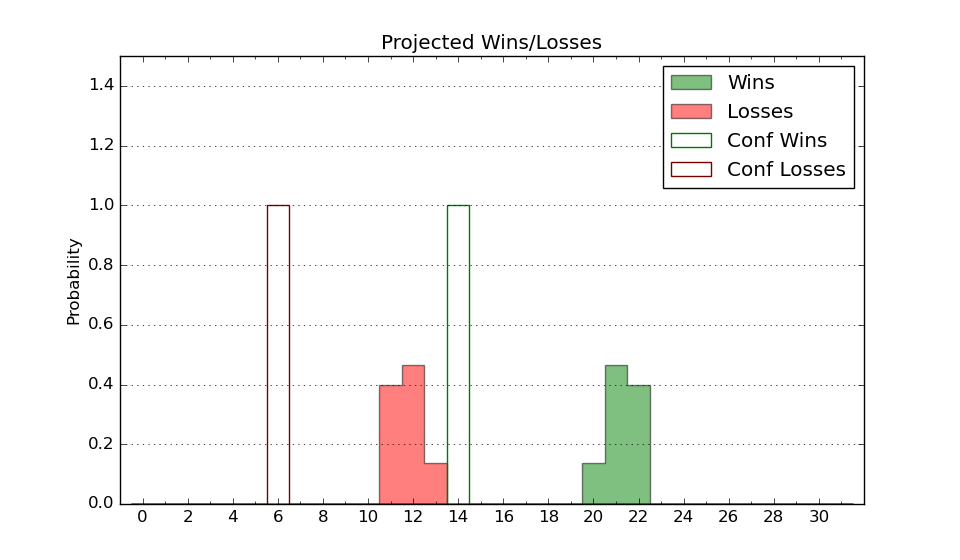 Projected Wins/Losses
Wins
Losses
Conf Wins
Conf Losses
Probability
1.4
1.2
1.0
0.8
0.6
0.4
0.2
0.0
0 2 4 6 8 10 12 14 16 18 20 22 24 26 28 30